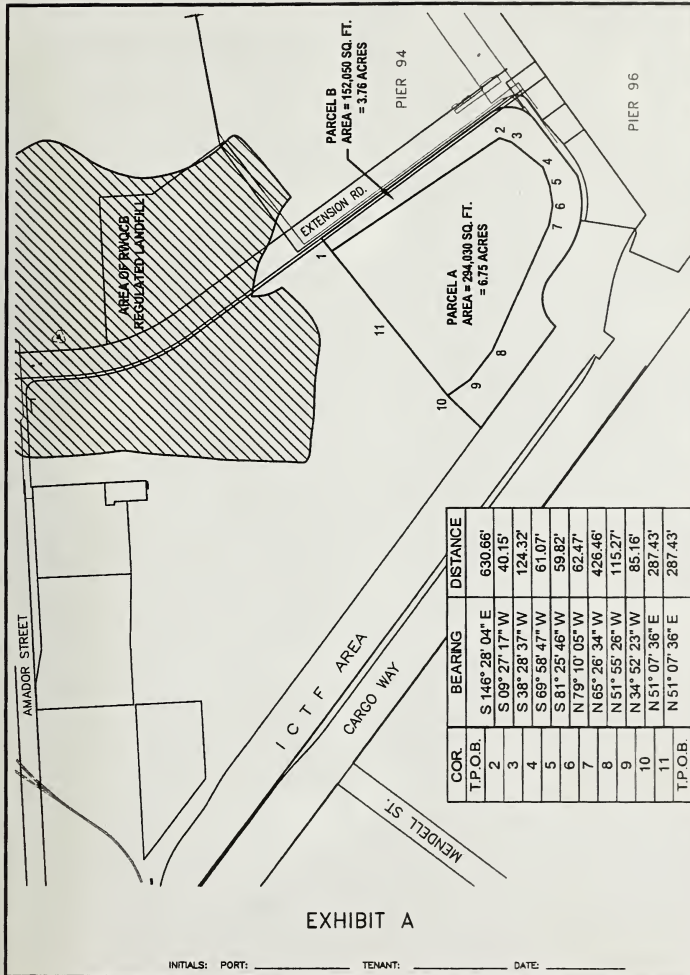 AMADOR STREET
AREA OF RWQCB
REGULATED LANDFILL
EXTENSION RD.
PARCEL B
AREA = 152,050 SQ. FT.
= 3.76 ACRES
PIER 94
PIER 96
PARCEL A
AREA = 294,030 SQ. FT.
= 6.75 ACRES
1
2
3
4
5
6
7
8
9
10
11
I C T F AREA
CARGO WAY
MENDELL ST.
COR. BEARING DISTANCE
T.P.O.B. S 146° 28' 04" E 630.66'
2 S 09° 27' 17" W 40.15'
3 S 38° 28' 37" W 124.32'
4 S 69° 58' 47" W 61.07'
5 S 81° 25' 46" W 59.82'
6 N 79° 10' 05" W 62.47'
7 N 65° 26' 34" W 426.46'
8 N 51° 55' 26" W 115.27'
9 N 34° 52' 23" W 85.16'
10 N 51° 07' 36" E 287.43'
11 N 51° 07' 36" E 287.43'
T.P.O.B.
EXHIBIT A
INITIALS: PORT: TENANT: DATE: